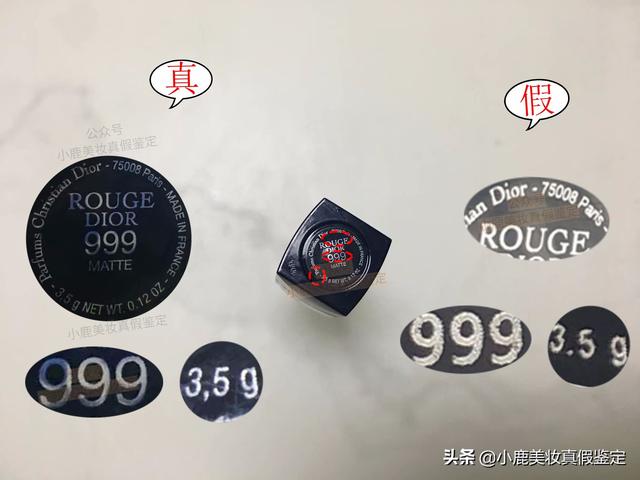 真
假
公众号
小鹿美妆真假鉴定
Parfums Christian Dior - 75008 Paris - MADE IN FRANCE
ROUGE
DIOR
999
MATTE
- 3,5 g NET WT. 0.12 OZ. -
小鹿美妆真假鉴定
ROUGE
DIOR
999
MATTE
ian Dior - 75008 Paris
ROUGE
999
3,5 g
999
3.5 g
头条 @小鹿美妆真假鉴定